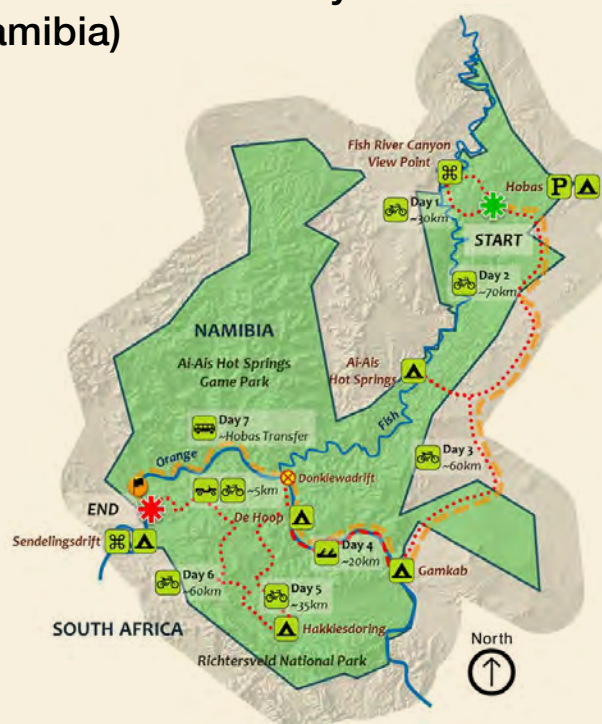 amibia)
Fish River Canyon
View Point
Hobas
P
Day 1
~30km
START
Day 2
~70km
NAMIBIA
Ai-Ais Hot Springs
Game Park
Ai-Ais
Hot Springs
Day 7
~Hobas Transfer
Fish
Orange
Day 3
~60km
Donkiewadrift
~5km
END
De Hoop
Sendelingsdrift
Day 4
~20km
Gamkab
Day 6
~60km
Day 5
~35km
SOUTH AFRICA
Hakkiesdoring
Richtersveld National Park
North